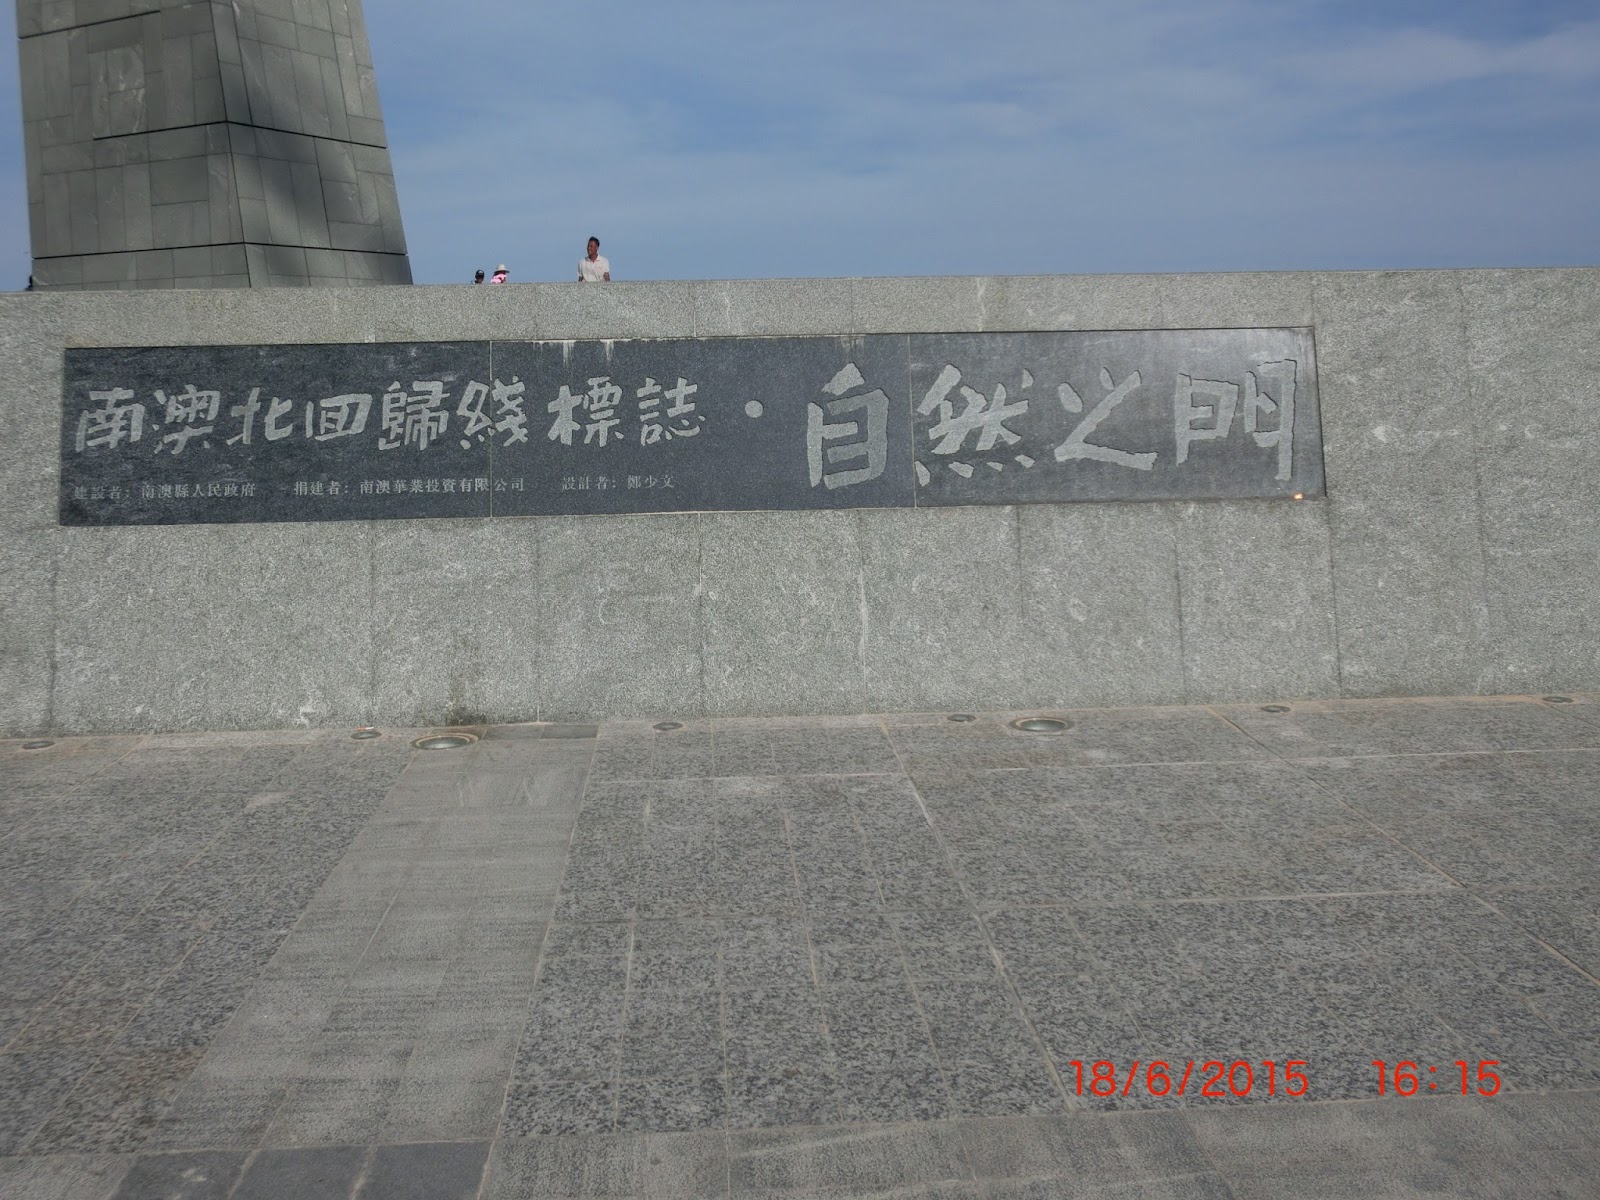 南澳北回歸綫標誌·自然之門
建設者：南澳縣人民政府 捐建者：南澳華業投資有限公司 設計者：鄭少文
18/6/2015 16:15